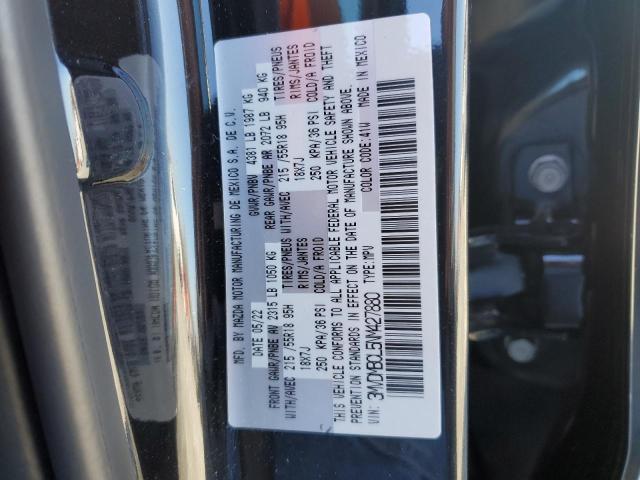 MFD. BY MAZDA MOTOR MANUFACTURING DE MEXICO S.A. DE C.V.
DATE 05/22 GVWR/PNBV 4381 LB 1987 KG
FRONT GAWR/PNBE AV 2315 LB 1050 KG REAR GAWR/PNBE AR 2072 LB 940 KG
WITH/AVEC 215 /55R18 95H TIRES/PNEUS WITH/AVEC 215 /55R18 95H TIRES/PNEUS
18X7J RIMS/JANTES 18X7J RIMS/JANTES
250 KPA/36 PSI COLD/A FROID 250 KPA/36 PSI COLD/A FROID
THIS VEHICLE CONFORMS TO ALL APPLICABLE FEDERAL MOTOR VEHICLE SAFETY AND THEFT
PREVENTION STANDARDS IN EFFECT ON THE DATE OF MANUFACTURE SHOWN ABOVE.
TYPE:MPV COLOR CODE:41W MADE IN MEXICO
VIN: 3MVDMBCL5NM427880